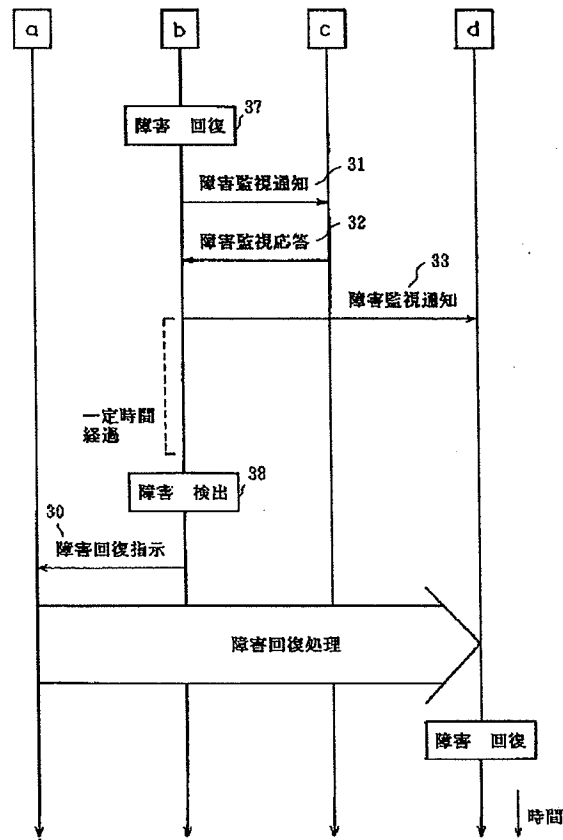 a b c d
障害 回復
37
障害監視通知
31
障害監視応答
32
33
障害監視通知
一定時間
経過
障害 検出
38
30
障害回復指示
障害回復処理
障害 回復
時間